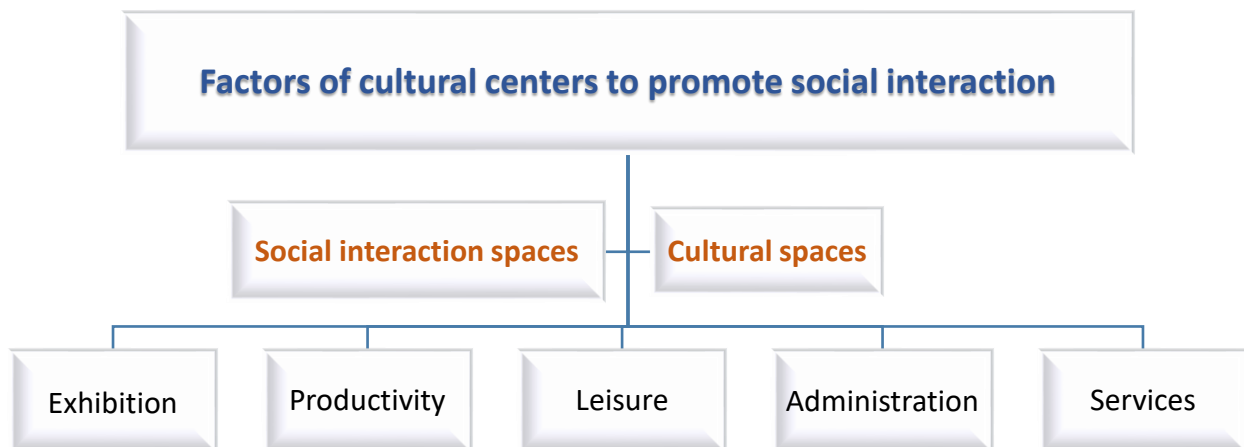 Factors of cultural centers to promote social interaction
Social interaction spaces
Cultural spaces
Exhibition
Productivity
Leisure
Administration
Services